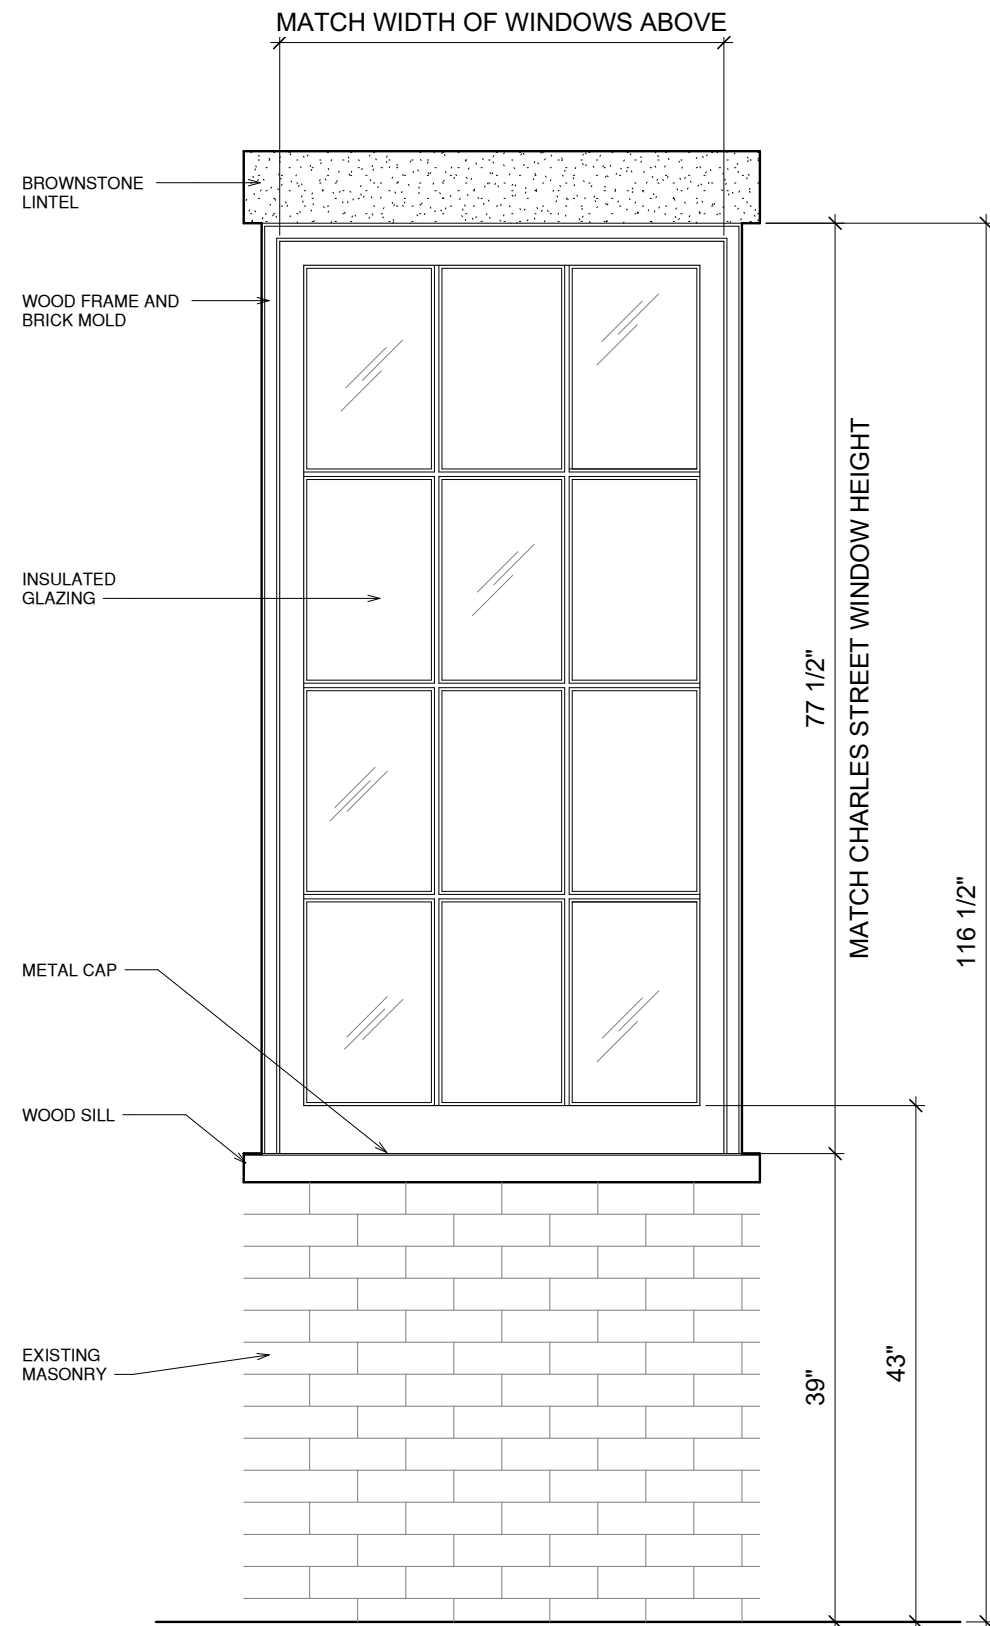 MATCH WIDTH OF WINDOWS ABOVE
BROWNSTONE
LINTEL
WOOD FRAME AND
BRICK MOLD
INSULATED
GLAZING
METAL CAP
WOOD SILL
EXISTING
MASONRY
77 1/2"
MATCH CHARLES STREET WINDOW HEIGHT
116 1/2"
39"
43"